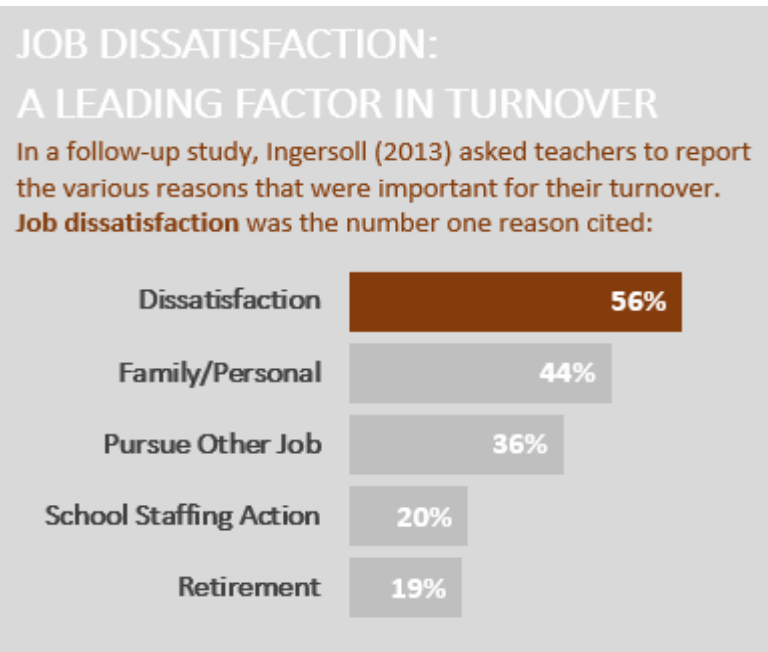 JOB DISSATISFACTION:
A LEADING FACTOR IN TURNOVER
In a follow-up study, Ingersoll (2013) asked teachers to report
the various reasons that were important for their turnover.
Job dissatisfaction was the number one reason cited:
Dissatisfaction 56%
Family/Personal 44%
Pursue Other Job 36%
School Staffing Action 20%
Retirement 19%